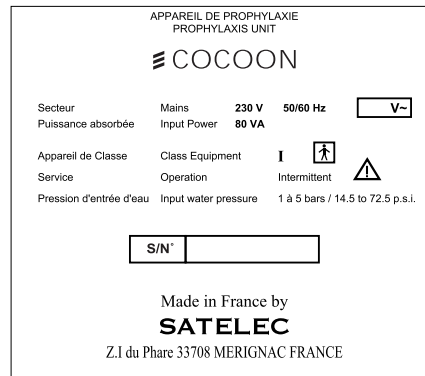 APPAREIL DE PROPHYLAXIE
PROPHYLAXIS UNIT
COCOON
Secteur Mains 230 V 50/60 Hz V~
Puissance absorbée Input Power 80 VA
Appareil de Classe Class Equipment I
Service Operation Intermittent
Pression d'entrée d'eau Input water pressure 1 à 5 bars / 14.5 to 72.5 p.s.i.
S/N°
Made in France by
SATELEC
Z.I du Phare 33708 MERIGNAC FRANCE